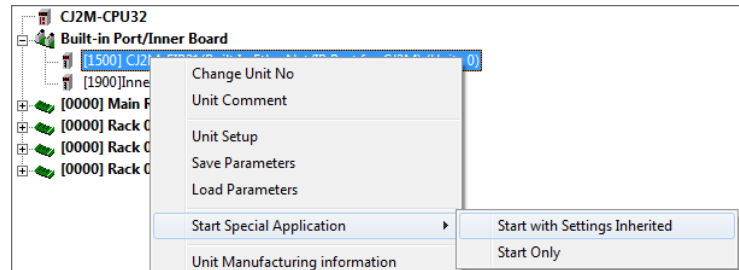 CJ2M-CPU32
Built-in Port/Inner Board
[1500] CJ2M 0)
[1900]Inne
[0000] Main R
[0000] Rack 0
[0000] Rack 0
[0000] Rack 0
Change Unit No
Unit Comment
Unit Setup
Save Parameters
Load Parameters
Start Special Application
Unit Manufacturing information
Start with Settings Inherited
Start Only